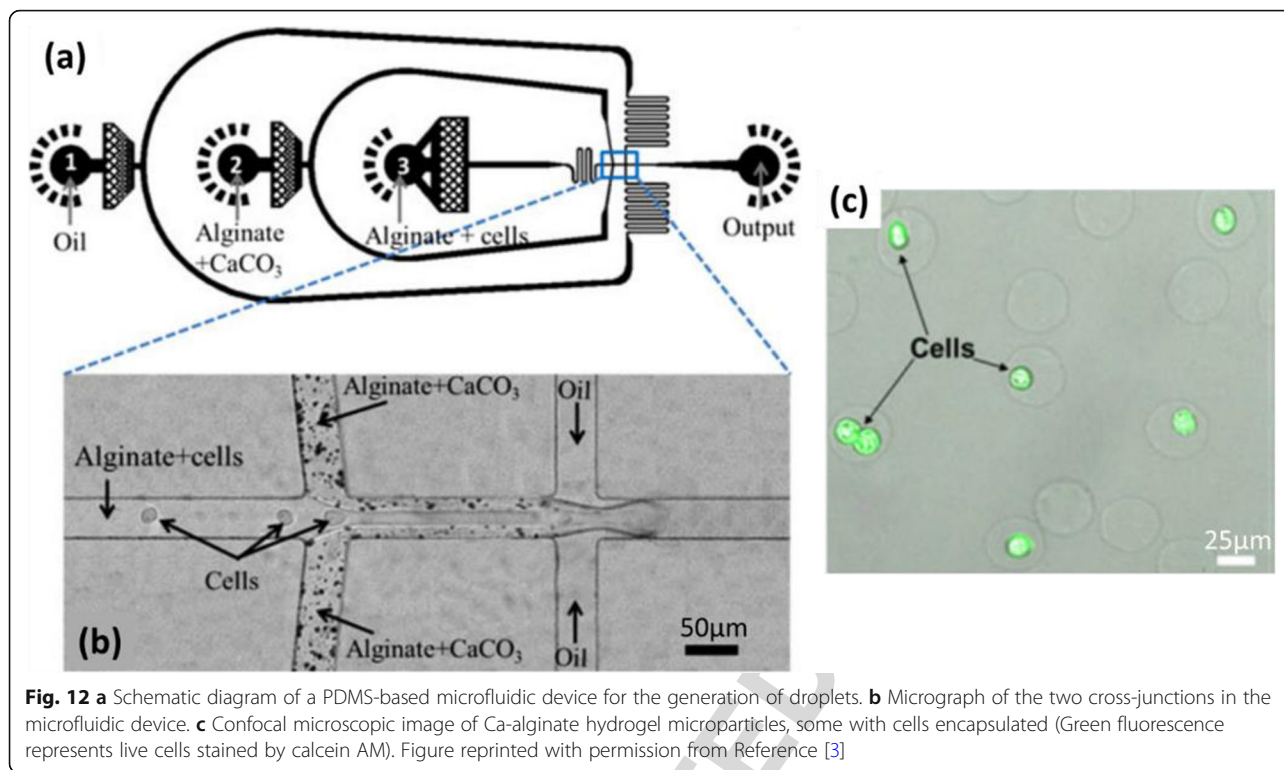 (a)
1
2
3
Oil
Alginate
+CaCO₃
Alginate + cells
Output
(c)
Cells
25µm
Alginate+CaCO₃
Oil
Alginate+cells
Cells
(b)
Alginate+CaCO₃
Oil
50µm
Fig. 12 a Schematic diagram of a PDMS-based microfluidic device for the generation of droplets. b Micrograph of the two cross-junctions in the
microfluidic device. c Confocal microscopic image of Ca-alginate hydrogel microparticles, some with cells encapsulated (Green fluorescence
represents live cells stained by calcein AM). Figure reprinted with permission from Reference [3]